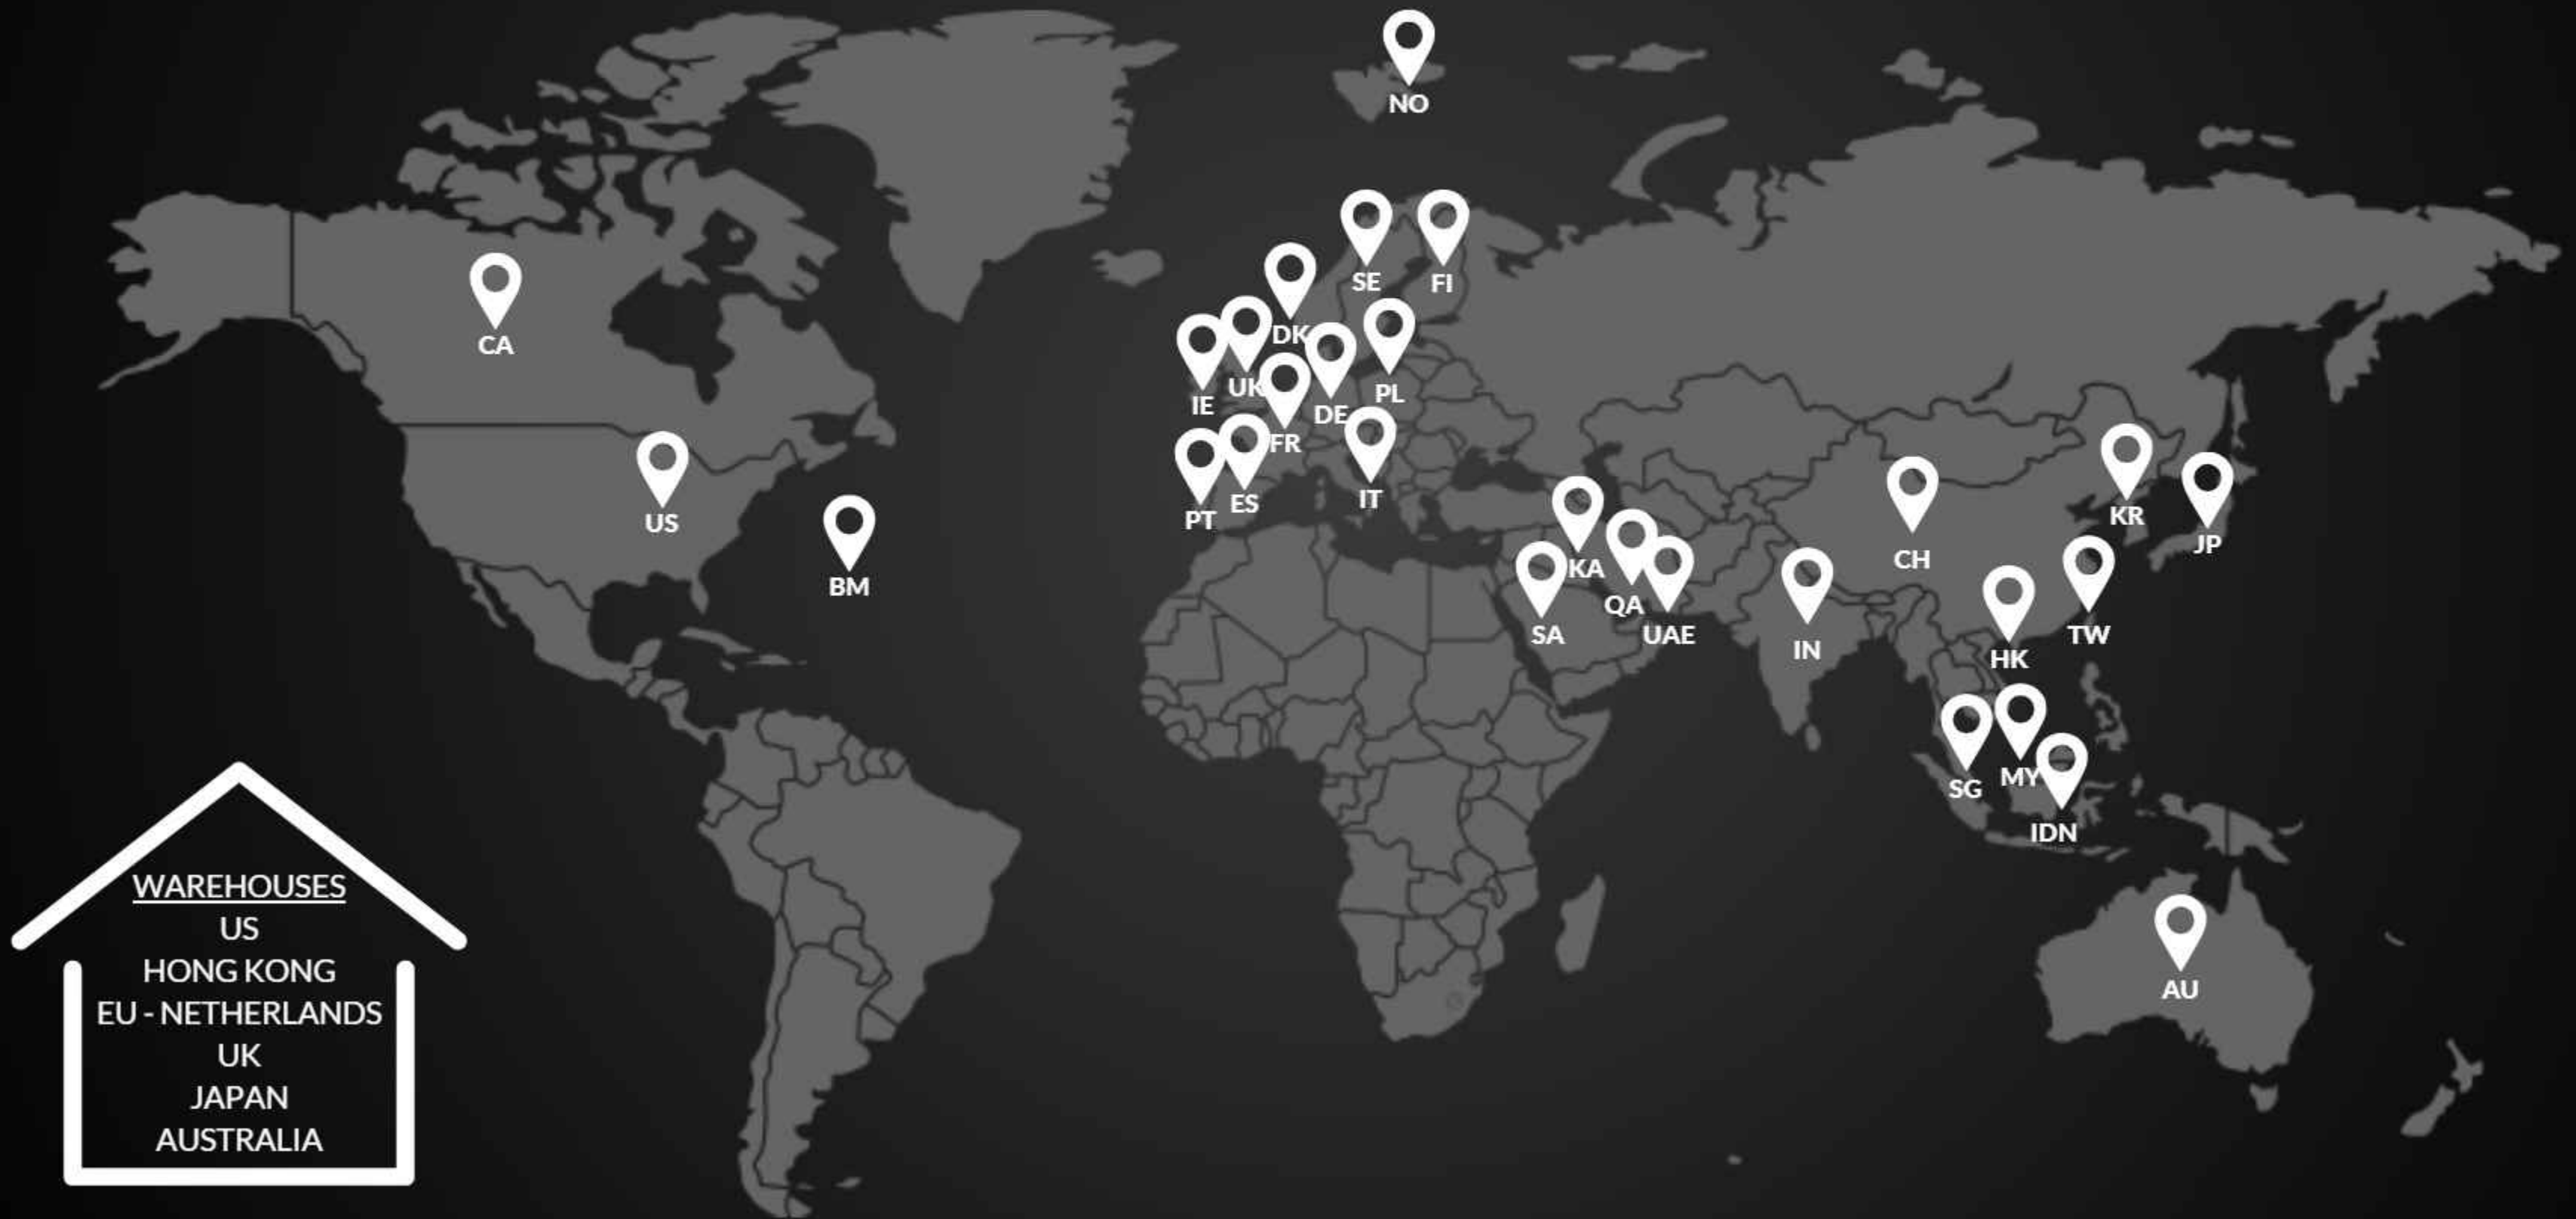 NO
SE
FI
CA
DK
UK
IE
DE
PL
FR
IT
PT
ES
US
BM
KA
SA
QA
UAE
IN
CH
KR
JP
HK
TW
SG
MY
IDN
AU
WAREHOUSES
US
HONG KONG
EU - NETHERLANDS
UK
JAPAN
AUSTRALIA